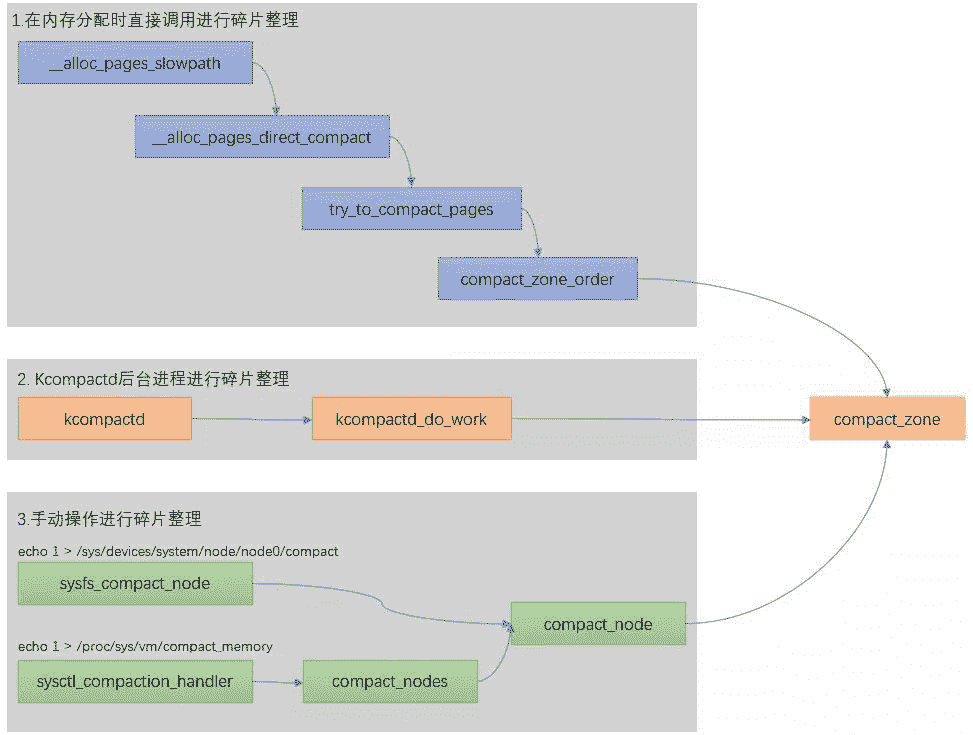 1.在内存分配时直接调用进行碎片整理
__alloc_pages_slowpath
__alloc_pages_direct_compact
try_to_compact_pages
compact_zone_order
2. Kcompactd后台进程进行碎片整理
kcompactd
kcompactd_do_work
compact_zone
3.手动操作进行碎片整理
echo 1 > /sys/devices/system/node/node0/compact
sysfs_compact_node
compact_node
echo 1 > /proc/sys/vm/compact_memory
sysctl_compaction_handler
compact_nodes